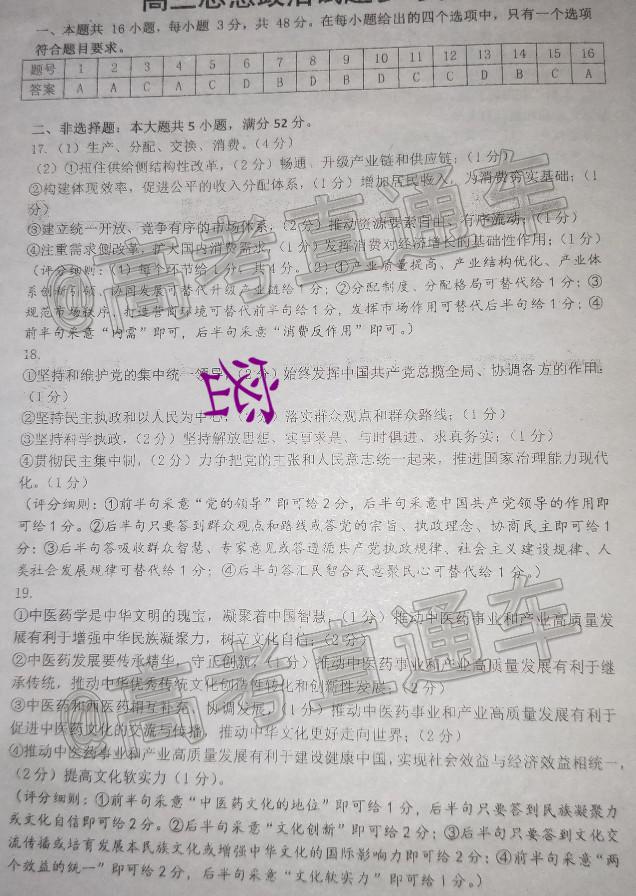 高三思想政治试题参考
一、本题共 16 小题，每小题 3 分，共 48 分。在每小题给出的四个选项中，只有一个选项
符合题目要求。
题号 1 2 3 4 5 6 7 8 9 10 11 12 13 14 15 16
答案 A A C A C D B D B D C C D B C A
二、非选择题：本大题共 5 小题，满分 52 分。
17.（1）生产、分配、交换、消费。（4 分）
（2）①扭住供给侧结构性改革，（2 分）畅通、升级产业链和供应链；（1 分）
②构建体现效率，促进公平的收入分配体系，（1 分）增加居民收入，为消费夯实基础；（1
分）
③建立统一开放、竞争有序的市场体系，（2 分）推动资源要素自由、有序流动；（1 分）
④注重需求侧改革，扩大国内消费需求，（1 分）发挥消费对经济增长的基础性作用；（1 分）
（评分细则：（1）每个环节给 1 分，共 4 分。（2）①产业质量提高、产业结构优化、产业体
系创新引领、协同发展可替代升级产业链给 1 分；②分配制度、分配格局可替代给 1 分；③
规范市场秩序、打造营商环境可替代前半句给 1 分，发挥市场作用可替代后半句给 1 分；④
前半句采意“内需”即可，后半句采意“消费反作用”即可。）
18.
①坚持和维护党的集中统一领导，（2 分）始终发挥中国共产党总揽全局、协调各方的作用；
（1 分）
②坚持民主执政和以人民为中心，（2 分）落实群众观点和群众路线；（1 分）
③坚持科学执政，（2 分）坚持解放思想、实事求是、与时俱进、求真务实；（1 分）
④贯彻民主集中制，（2 分）力争把党的主张和人民意志统一起来，推进国家治理能力现代
化。（1 分）
（评分细则：①前半句采意“党的领导”即可给 2 分，后半句采意中国共产党领导的作用即
可给 1 分。②后半句只要答到群众观点和路线或答党的宗旨、执政理念、协商民主即可给 1
分；③后半句答吸收群众智慧、专家意见或答遵循共产党执政规律、社会主义建设规律、人
类社会发展规律可替代给 1 分；④后半句答汇民智合民意聚民心可替代给 1 分。）
19.
①中医药学是中华文明的瑰宝，凝聚着中国智慧，（1 分）推动中医药事业和产业高质量发
展有利于增强中华民族凝聚力，树立文化自信；（2 分）
②中医药发展要传承精华，守正创新，（1 分）推动中医药事业和产业高质量发展有利于继
承传统，推动中华优秀传统文化创造性转化和创新性发展；（2 分）
③中医药和西医药相互补充、协调发展，（1 分）推动中医药事业和产业高质量发展有利于
促进中医药文化的交流与传播，推动中华文化更好走向世界；（2 分）
④推动中医药事业和产业高质量发展有利于建设健康中国，实现社会效益与经济效益相统一，
（2 分）提高文化软实力（1 分）。
（评分细则：①前半句采意“中医药文化的地位”即可给 1 分，后半句只要答到民族凝聚力
或文化自信即可给 2 分。②后半句采意“文化创新”即可给 2 分；③后半句只要答到文化交
流传播或培育发展本民族文化或增强中华文化的国际影响力即可给 2 分；④前半句采意“两
个效益的统一”即可给 2 分，后半句采意“文化软实力”即可给 1 分。）
@高考直通车
@高考直通车
密